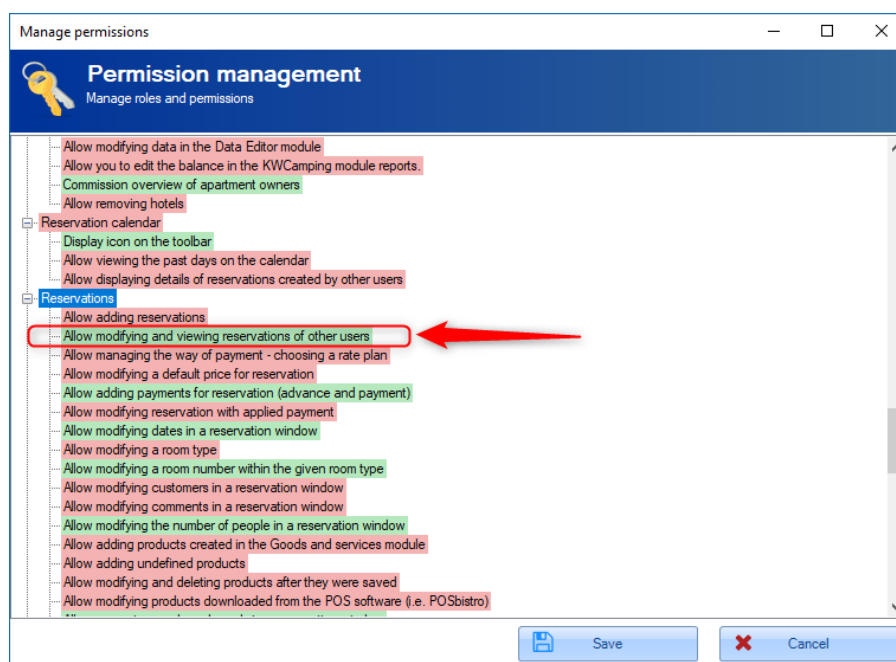 Manage permissions
Permission management
Manage roles and permissions
Allow modifying data in the Data Editor module
Allow you to edit the balance in the KWCamping module reports.
Commission overview of apartment owners
Allow removing hotels
Reservation calendar
Display icon on the toolbar
Allow viewing the past days on the calendar
Allow displaying details of reservations created by other users
Reservations
Allow adding reservations
Allow modifying and viewing reservations of other users
Allow managing the way of payment - choosing a rate plan
Allow modifying a default price for reservation
Allow adding payments for reservation (advance and payment)
Allow modifying reservation with applied payment
Allow modifying dates in a reservation window
Allow modifying a room type
Allow modifying a room number within the given room type
Allow modifying customers in a reservation window
Allow modifying comments in a reservation window
Allow modifying the number of people in a reservation window
Allow adding products created in the Goods and services module
Allow adding undefined products
Allow modifying and deleting products after they were saved
Allow modifying products downloaded from the POS software (i.e. POSbistro)
Save
Cancel